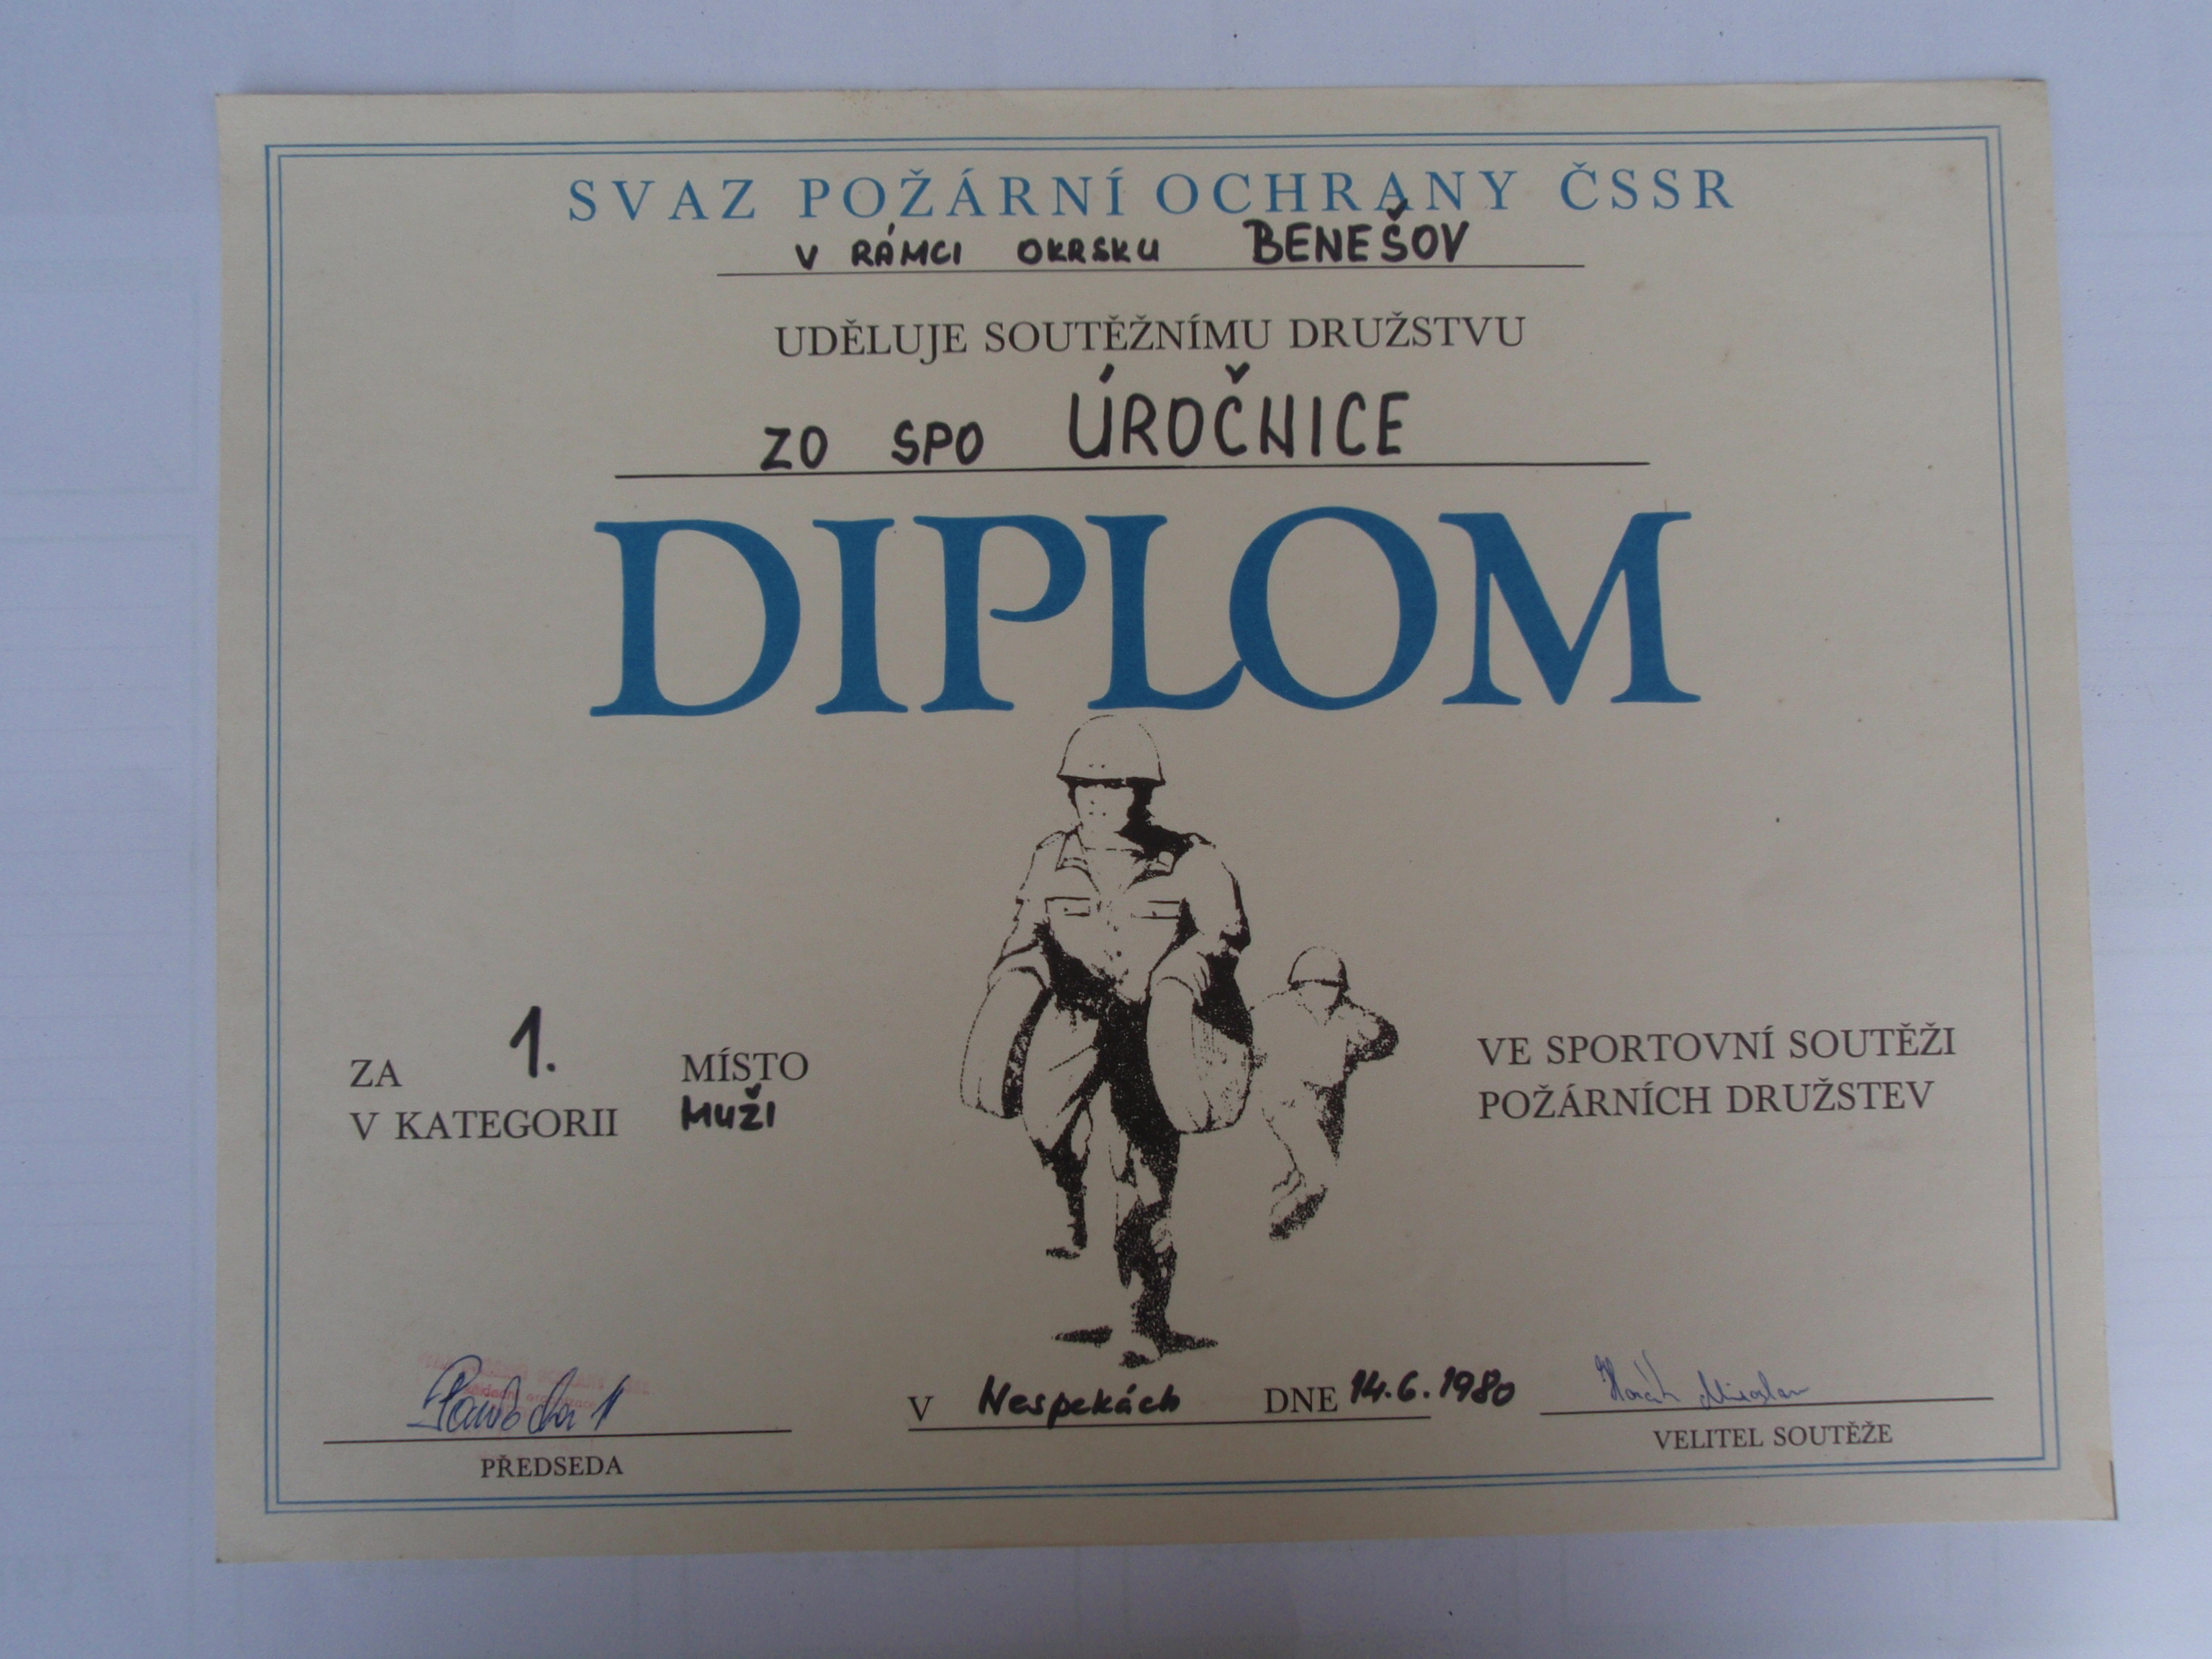 SVAZ POŽÁRNÍ OCHRANY ČSSR
V RÁMCI OKRSKU BENEŠOV
UDĚLUJE SOUTĚŽNÍMU DRUŽSTVU
ZO SPO ÚROČNICE
DIPLOM
ZA 1. MÍSTO
V KATEGORII MUŽI
VE SPORTOVNÍ SOUTĚŽI
POŽÁRNÍCH DRUŽSTEV
V Nespekách DNE 14.6.1980
Miroslav
PŘEDSEDA
VELITEL SOUTĚŽE